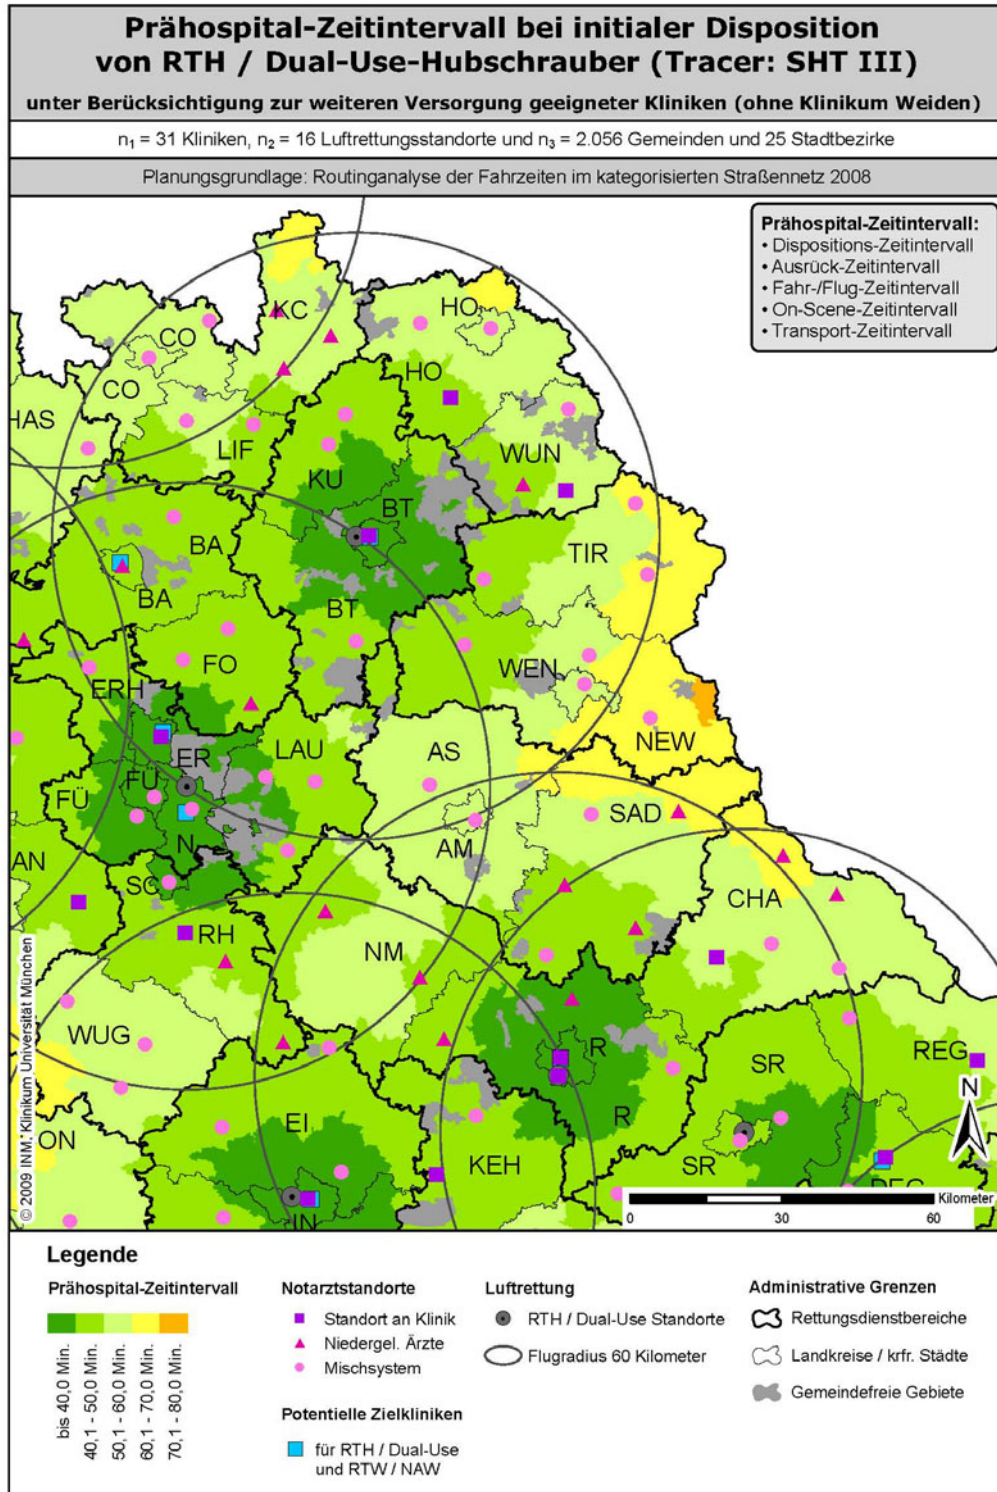 Prähospital-Zeitintervall bei initialer Disposition
von RTH / Dual-Use-Hubschrauber (Tracer: SHT III)
unter Berücksichtigung zur weiteren Versorgung geeigneter Kliniken (ohne Klinikum Weiden)
n1 = 31 Kliniken, n2 = 16 Luftrettungsstandorte und n3 = 2.056 Gemeinden und 25 Stadtbezirke
Planungsgrundlage: Routinganalyse der Fahrzeiten im kategorisierten Straßennetz 2008
Prähospital-Zeitintervall:
• Dispositions-Zeitintervall
• Ausrück-Zeitintervall
• Fahr-/Flug-Zeitintervall
• On-Scene-Zeitintervall
• Transport-Zeitintervall
KC
HO
CO
HO
CO
HAS
LIF
WUN
KU
BT
BA
TIR
BA
BT
FO
WEN
ERH
NEW
ER
LAU
AS
FÜ
FÜ
SAD
N
AM
AN
SC
CHA
RH
NM
WUG
R
REG
SR
N
EI
R
ON
KEH
SR
DEG
IN
Kilometer
0 30 60
© 2009 INM, Klinikum Universität München
Legende
Prähospital-Zeitintervall
bis 40,0 Min.
40,1 - 50,0 Min.
50,1 - 60,0 Min.
60,1 - 70,0 Min.
70,1 - 80,0 Min.
Notarztstandorte
Standort an Klinik
Niedergel. Ärzte
Mischsystem
Potentielle Zielkliniken
für RTH / Dual-Use
und RTW / NAW
Luftrettung
RTH / Dual-Use Standorte
Flugradius 60 Kilometer
Administrative Grenzen
Rettungsdienstbereiche
Landkreise / krfr. Städte
Gemeindefreie Gebiete